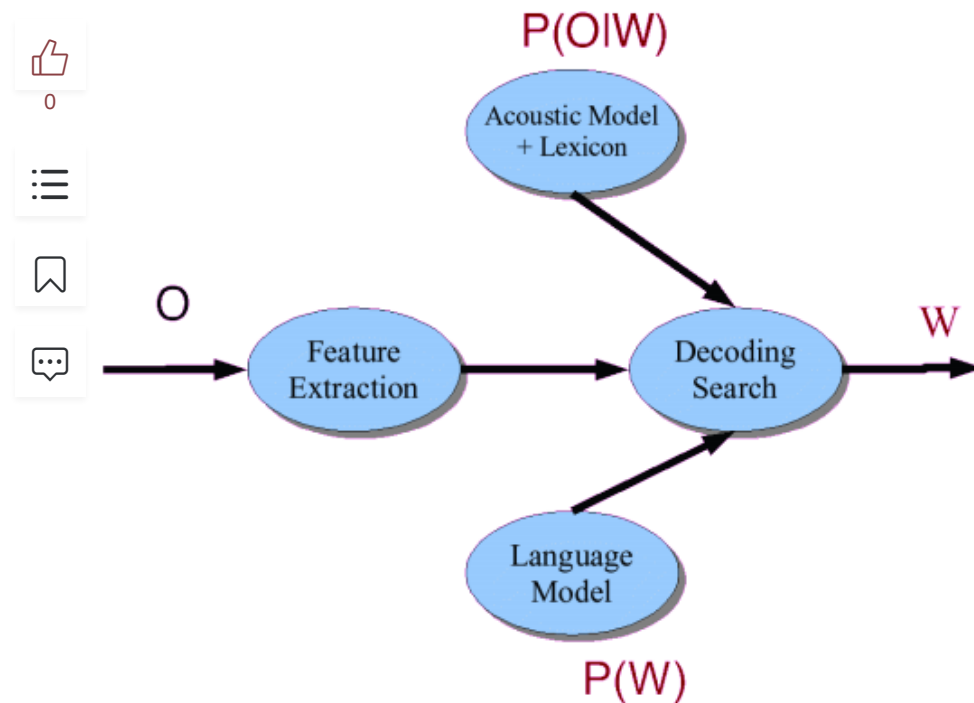 P(O|W)
Acoustic Model
+ Lexicon
0
O
Feature
Extraction
Decoding
Search
W
Language
Model
P(W)